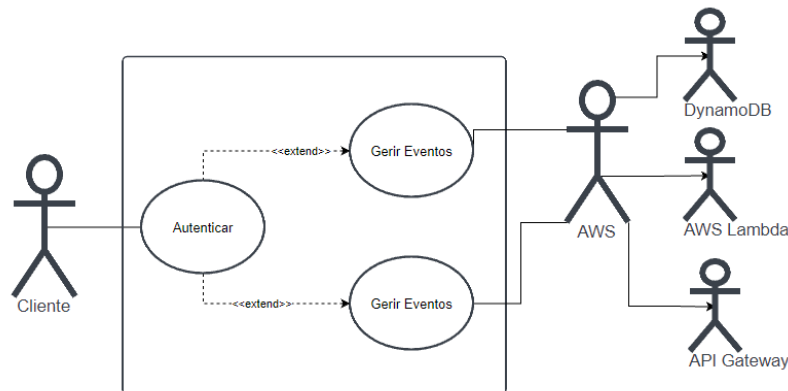 DynamoDB
<<extend>>
Gerir Eventos
Autenticar
AWS
AWS Lambda
Cliente
<<extend>>
Gerir Eventos
API Gateway